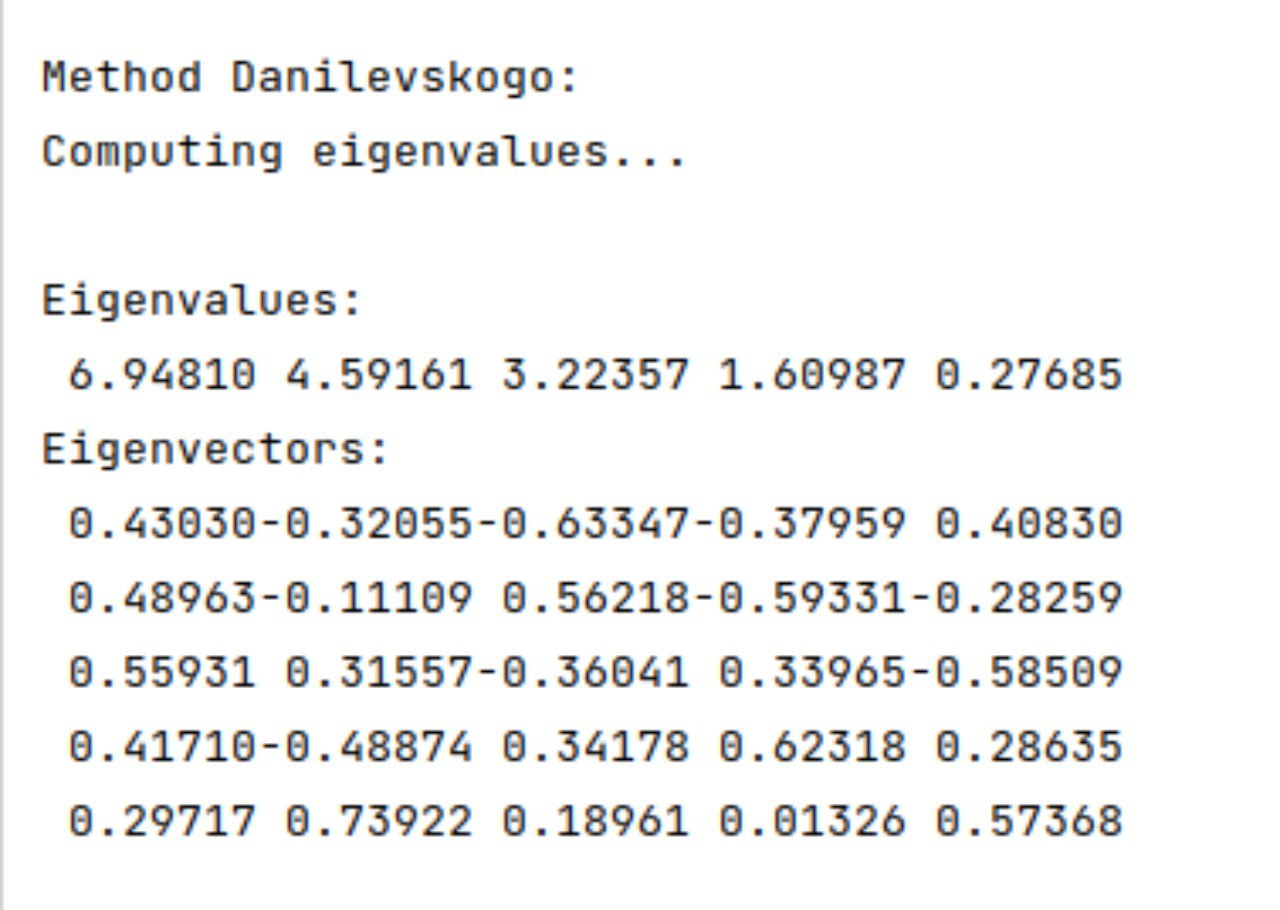 Method Danilevskogo:
Computing eigenvalues...
Eigenvalues:
6.94810 4.59161 3.22357 1.60987 0.27685
Eigenvectors:
0.43030-0.32055-0.63347-0.37959 0.40830
0.48963-0.11109 0.56218-0.59331-0.28259
0.55931 0.31557-0.36041 0.33965-0.58509
0.41710-0.48874 0.34178 0.62318 0.28635
0.29717 0.73922 0.18961 0.01326 0.57368